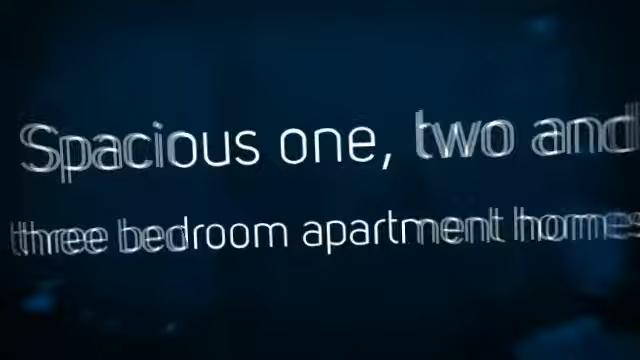 Spacious one, two and
three bedroom apartment homes